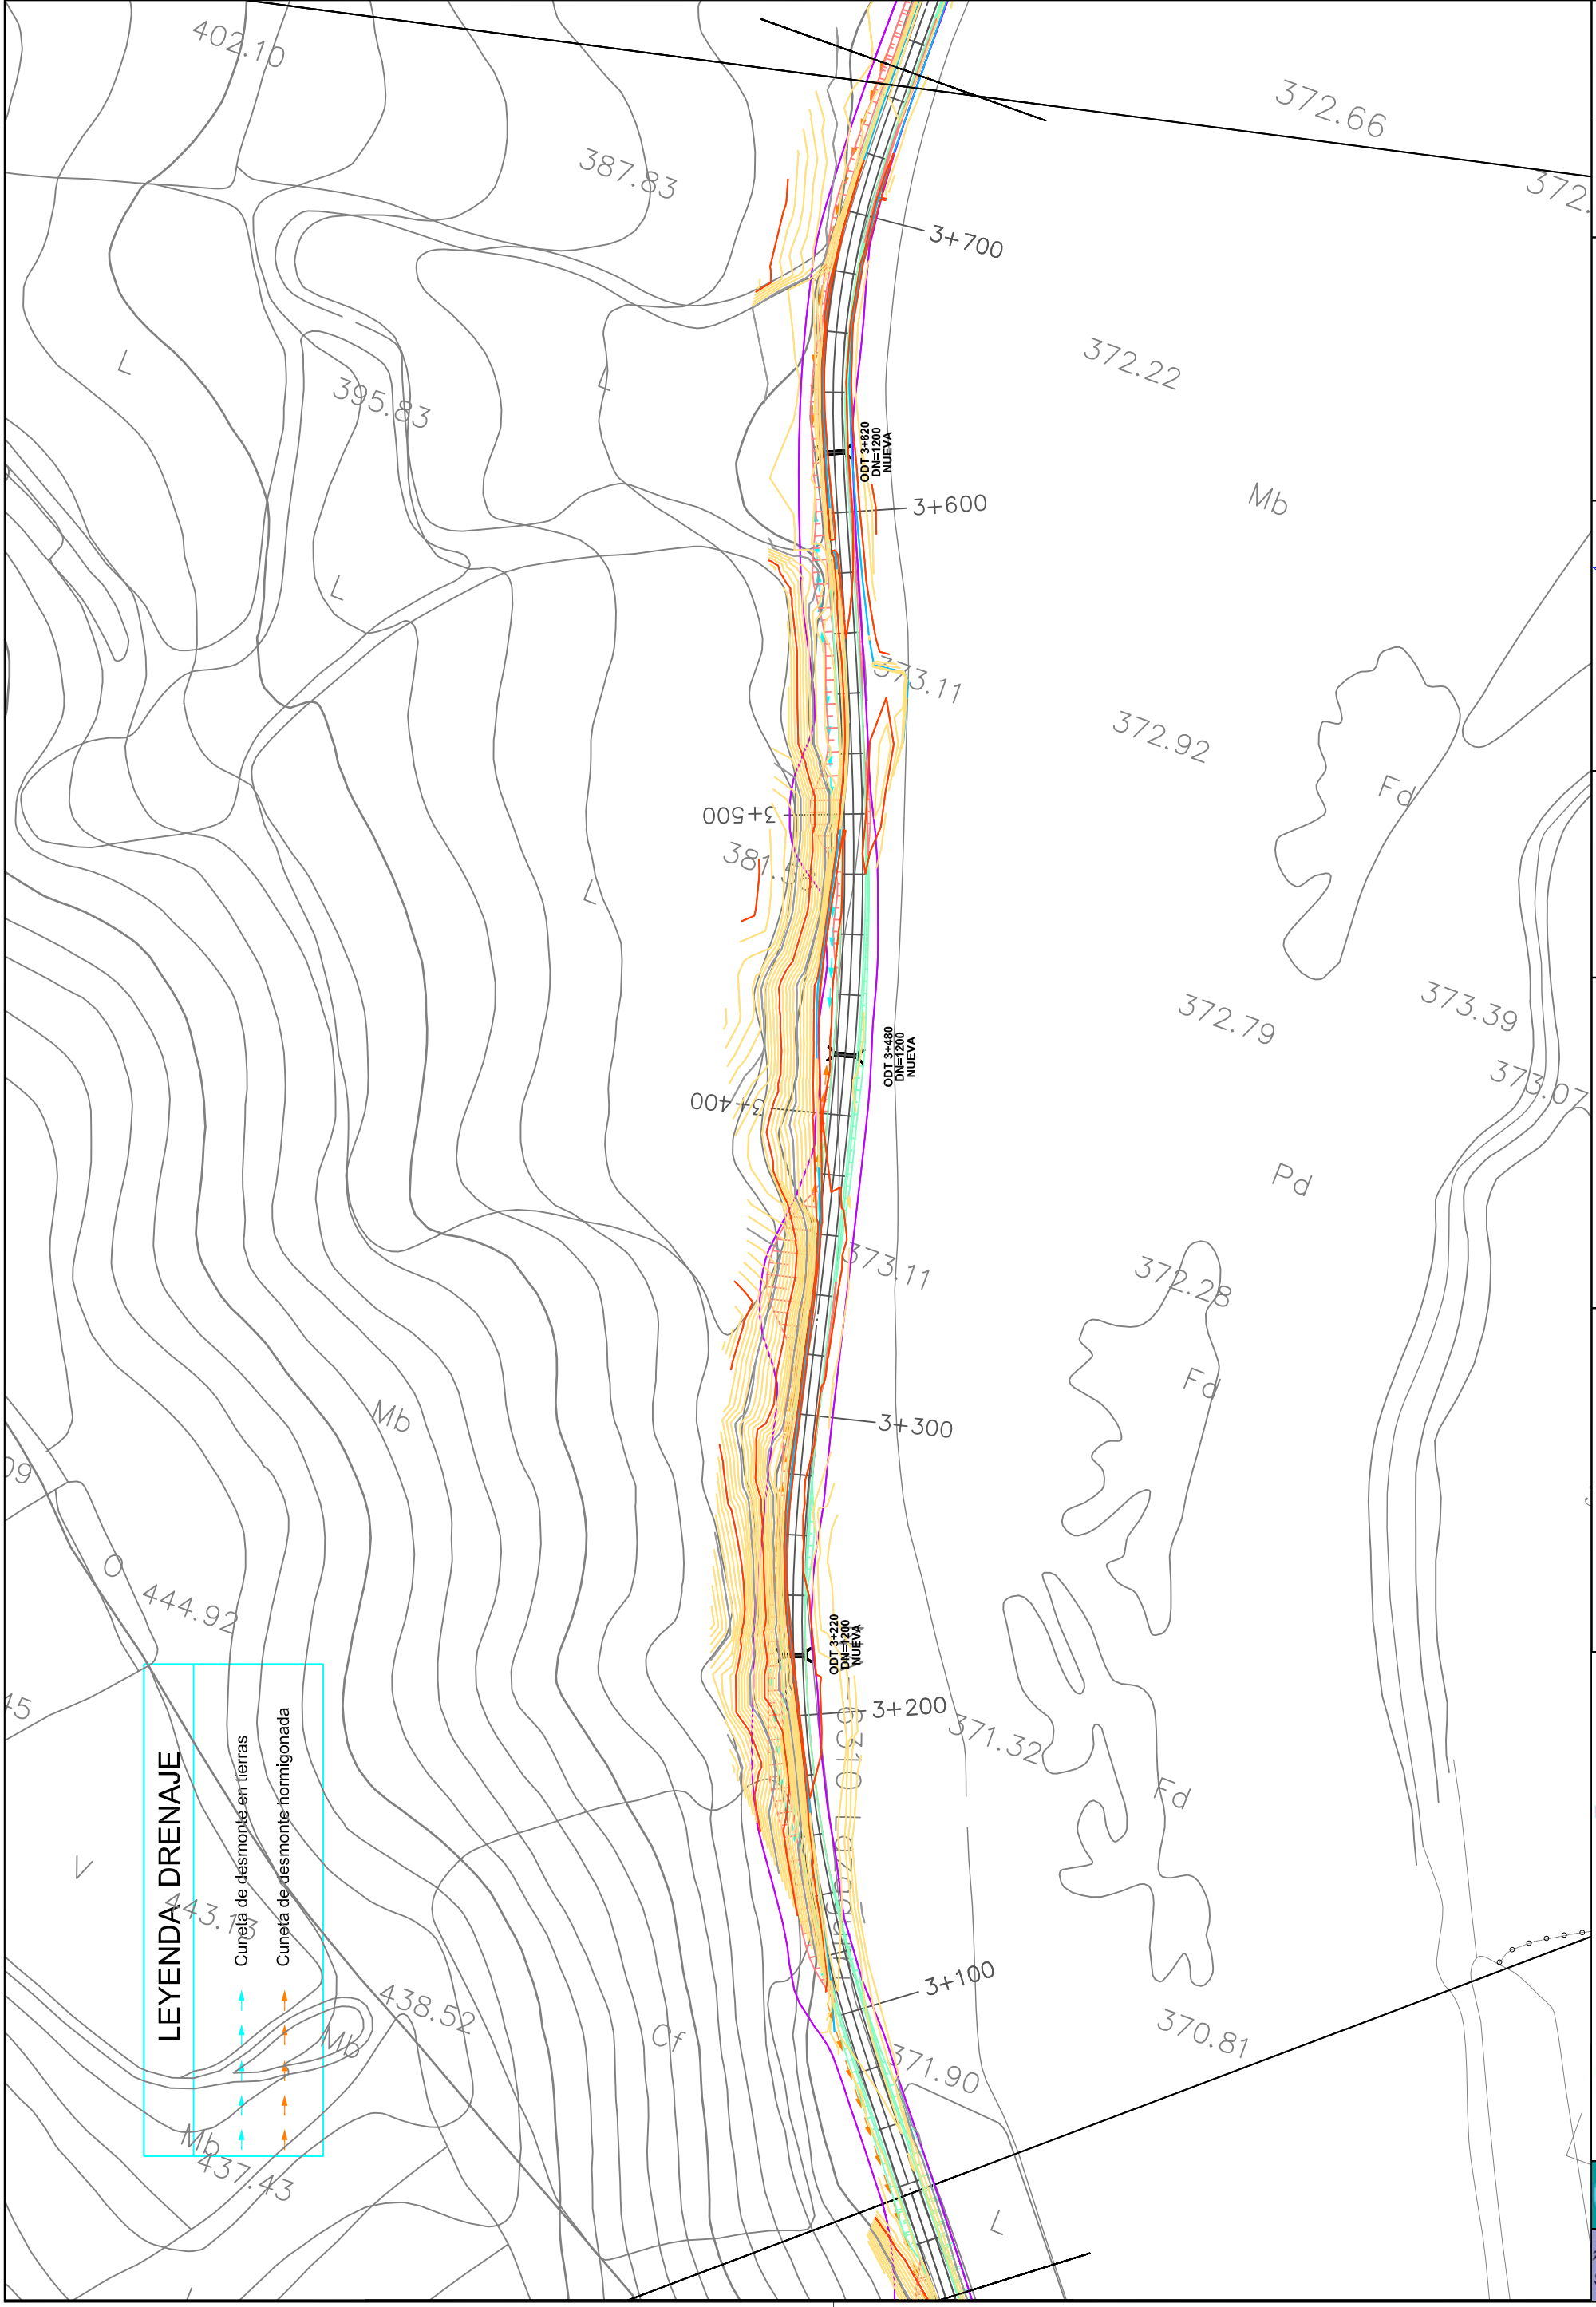 402.10
372.66
387.83
372.
3+700
L
372.22
395.83
L
ODT 3+620
DN=1200
NUEVA
Mb
3+600
L
373.11
372.92
Fd
3+500
L
372.79
373.39
ODT 3+480
DN=1200
NUEVA
373.07
3+400
Pd
373.11
372.28
Fd
Mb
3+300
O
444.92
ODT 3+220
DN=1200
NUEVA
3+200
371.32
Fd
LEYENDA DRENAJE
Cuneta de desmonte en tierras
Cuneta de desmonte hormigonada
V
443.13
3+100
438.52
Mb
Cf
370.81
371.90
Mb
437.43
L